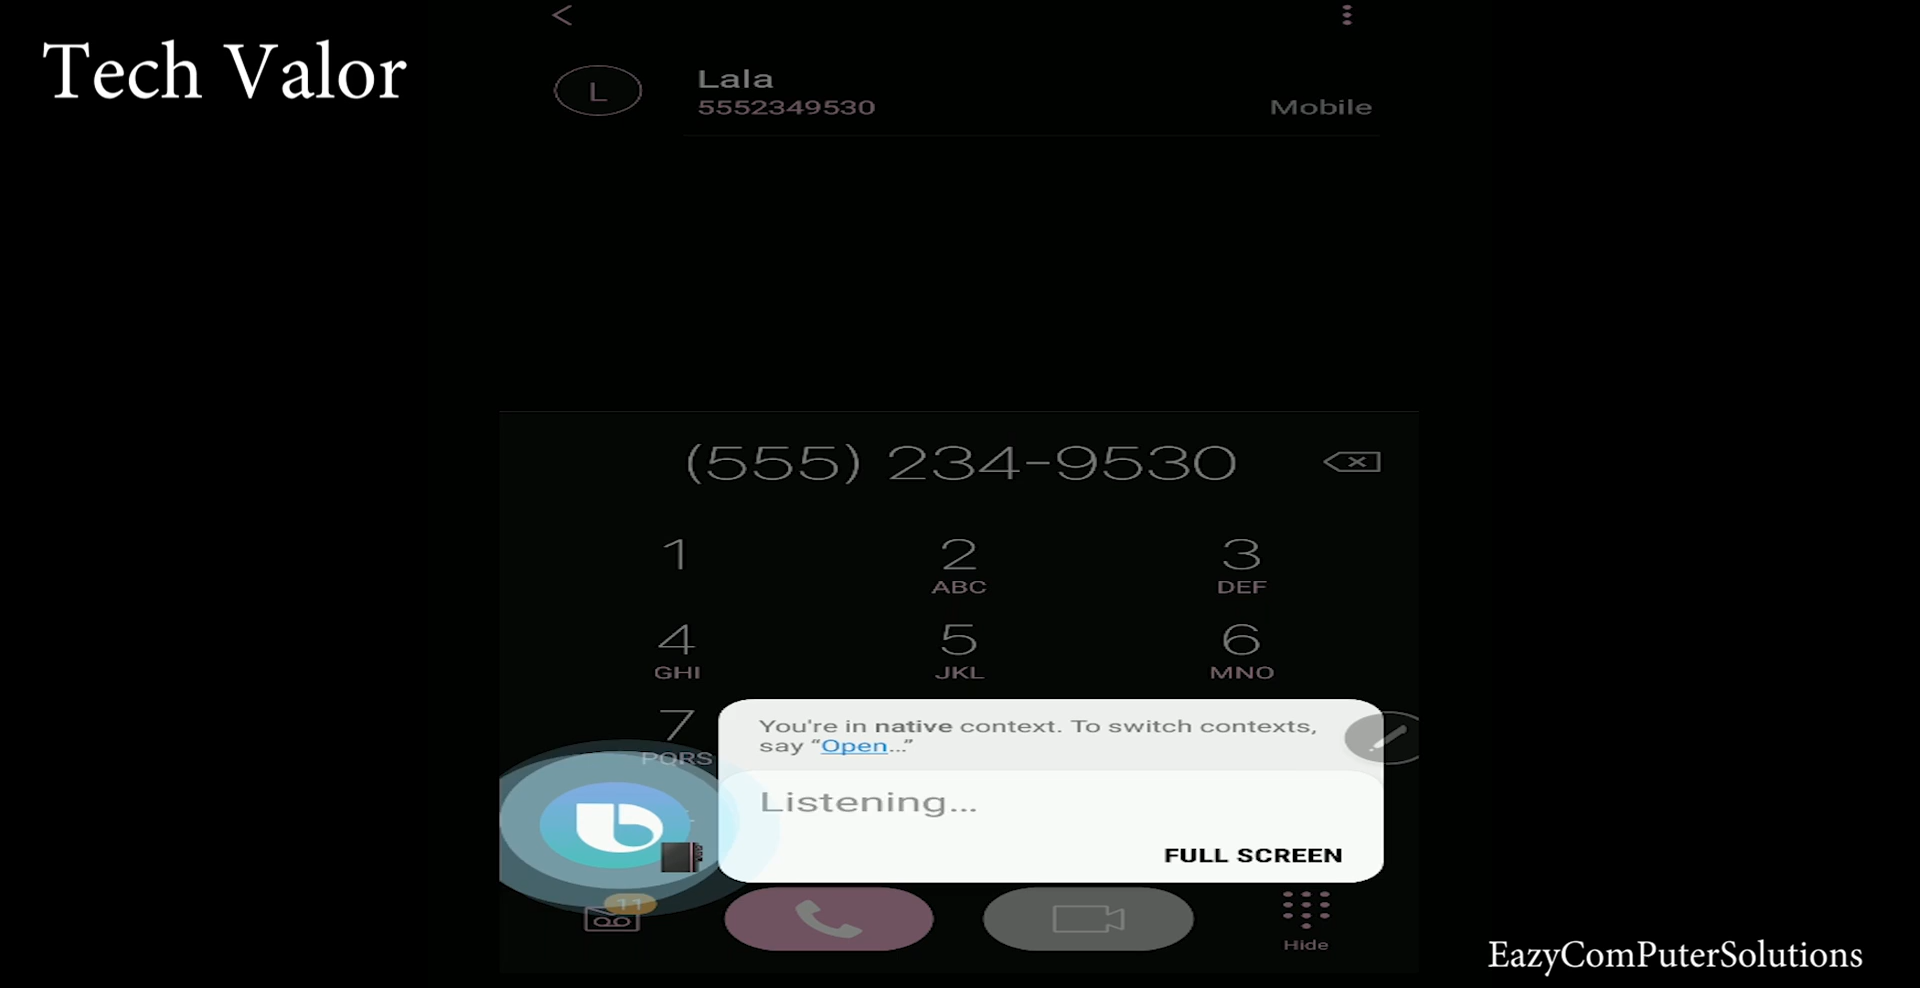 Tech Valor
L
Lala
5552349530
Mobile
(555) 234-9530
1
2
3
ABC
DEF
4
5
6
GHI
JKL
MNO
7
PQRS
You're in native context. To switch contexts,
say “Open...”
Listening...
FULL SCREEN
11
Hide
EazyComPuterSolutions